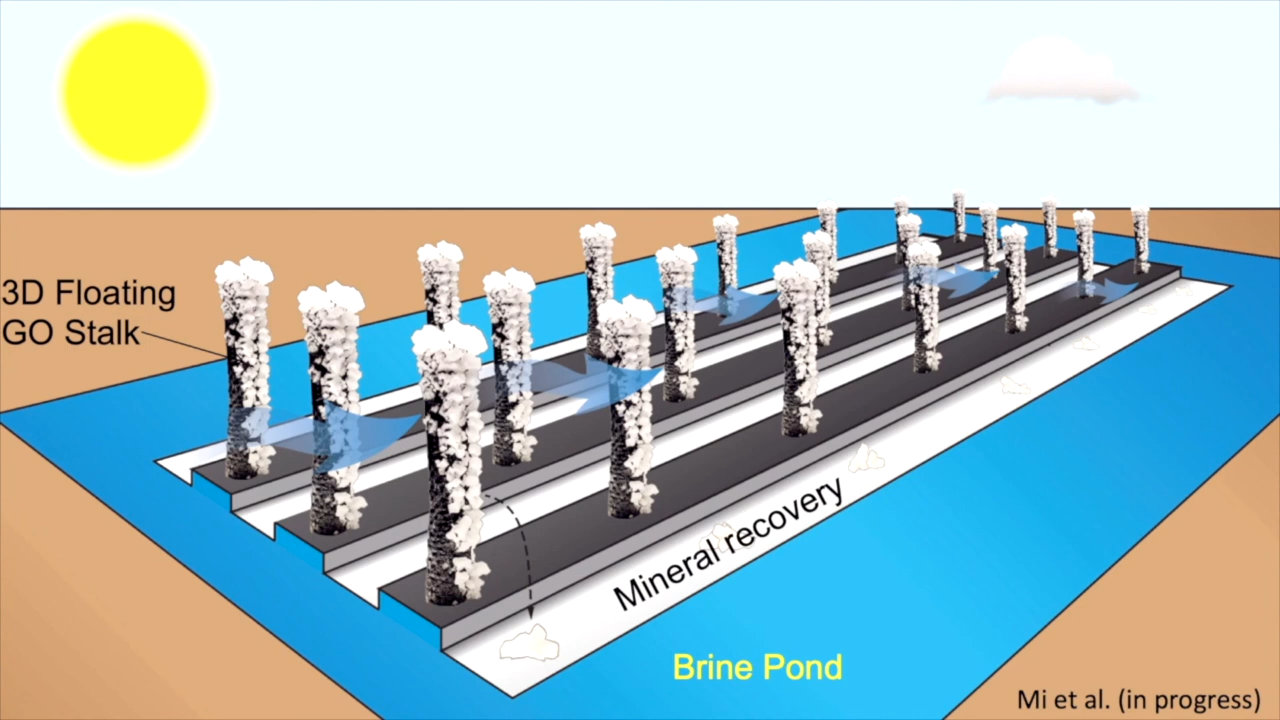 3D Floating
GO Stalk
Mineral recovery
Brine Pond
Mi et al. (in progress)